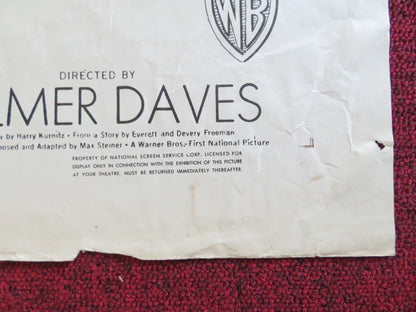 WB
DIRECTED BY
LMER DAVES
y by Harry Kurnitz • From a Story by Everett and Devery Freeman
posed and Adapted by Max Steiner • A Warner Bros.-First National Picture
PROPERTY OF NATIONAL SCREEN SERVICE CORP. LICENSED FOR
DISPLAY ONLY IN CONNECTION WITH THE EXHIBITION OF THIS PICTURE
AT YOUR THEATRE. MUST BE RETURNED IMMEDIATELY THEREAFTER.